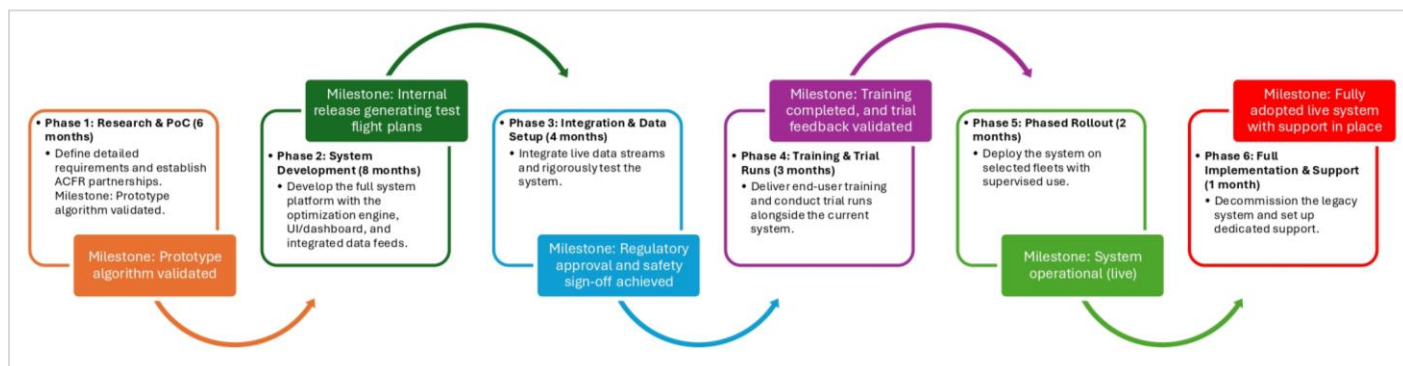 • Phase 1: Research & PoC (6
months)
• Define detailed
requirements and establish
ACFR partnerships.
Milestone: Prototype
algorithm validated.
Milestone: Prototype
algorithm validated
Milestone: Internal
release generating test
flight plans
• Phase 2: System
Development (8 months)
• Develop the full system
platform with the
optimization engine,
UI/dashboard, and
integrated data feeds.
• Phase 3: Integration & Data
Setup (4 months)
• Integrate live data streams
and rigorously test the
system.
Milestone: Regulatory
approval and safety
sign-off achieved
Milestone: Training
completed, and trial
feedback validated
• Phase 4: Training & Trial
Runs (3 months)
• Deliver end-user training
and conduct trial runs
alongside the current
system.
• Phase 5: Phased Rollout (2
months)
• Deploy the system on
selected fleets with
supervised use.
Milestone: System
operational (live)
Milestone: Fully
adopted live system
with support in place
• Phase 6: Full
Implementation & Support
(1 month)
• Decommission the legacy
system and set up
dedicated support.